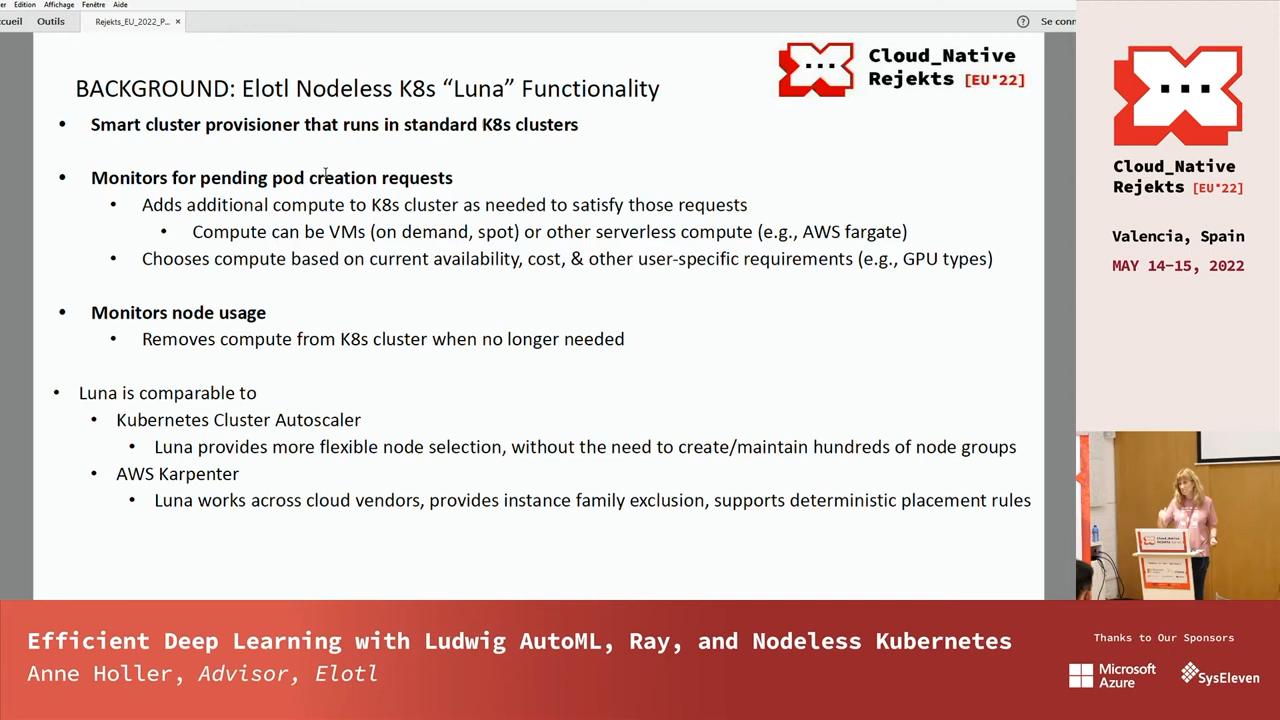 Edition Affichage Fenêtre Aide
Outils Rejekts_EU_2022_P... ×
Se conn
Cloud_Native
Rejekts [EU'22]
BACKGROUND: Elotl Nodeless K8s “Luna” Functionality
• Smart cluster provisioner that runs in standard K8s clusters
• Monitors for pending pod creation requests
• Adds additional compute to K8s cluster as needed to satisfy those requests
• Compute can be VMs (on demand, spot) or other serverless compute (e.g., AWS fargate)
• Chooses compute based on current availability, cost, & other user-specific requirements (e.g., GPU types)
• Monitors node usage
• Removes compute from K8s cluster when no longer needed
• Luna is comparable to
• Kubernetes Cluster Autoscaler
• Luna provides more flexible node selection, without the need to create/maintain hundreds of node groups
• AWS Karpenter
• Luna works across cloud vendors, provides instance family exclusion, supports deterministic placement rules
Cloud_Native
Rejekts [EU'22]
Valencia, Spain
MAY 14-15, 2022
Efficient Deep Learning with Ludwig AutoML, Ray, and Nodeless Kubernetes
Anne Holler, Advisor, Elotl
Thanks to Our Sponsors
Microsoft
Azure
SysEleven